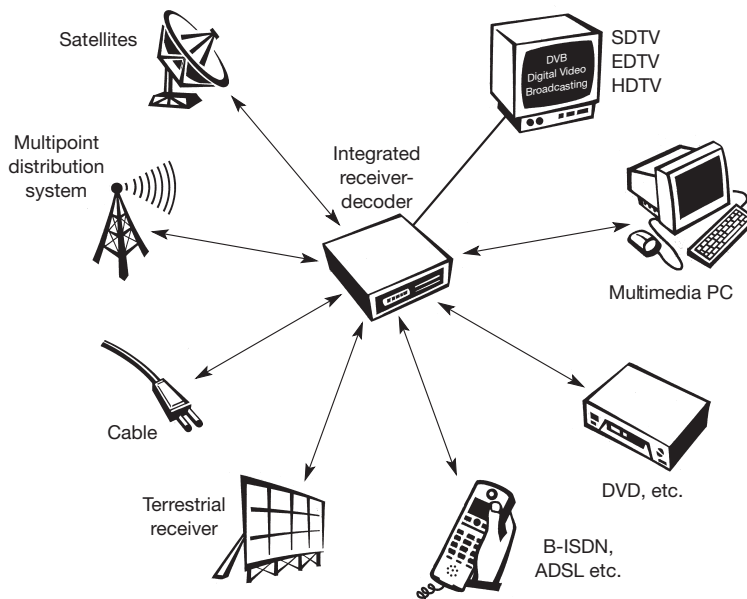 Satellites
DVB
Digital Video
Broadcasting
SDTV
EDTV
HDTV
Multipoint
distribution
system
Integrated
receiver-
decoder
Multimedia PC
Cable
DVD, etc.
Terrestrial
receiver
B-ISDN,
ADSL etc.